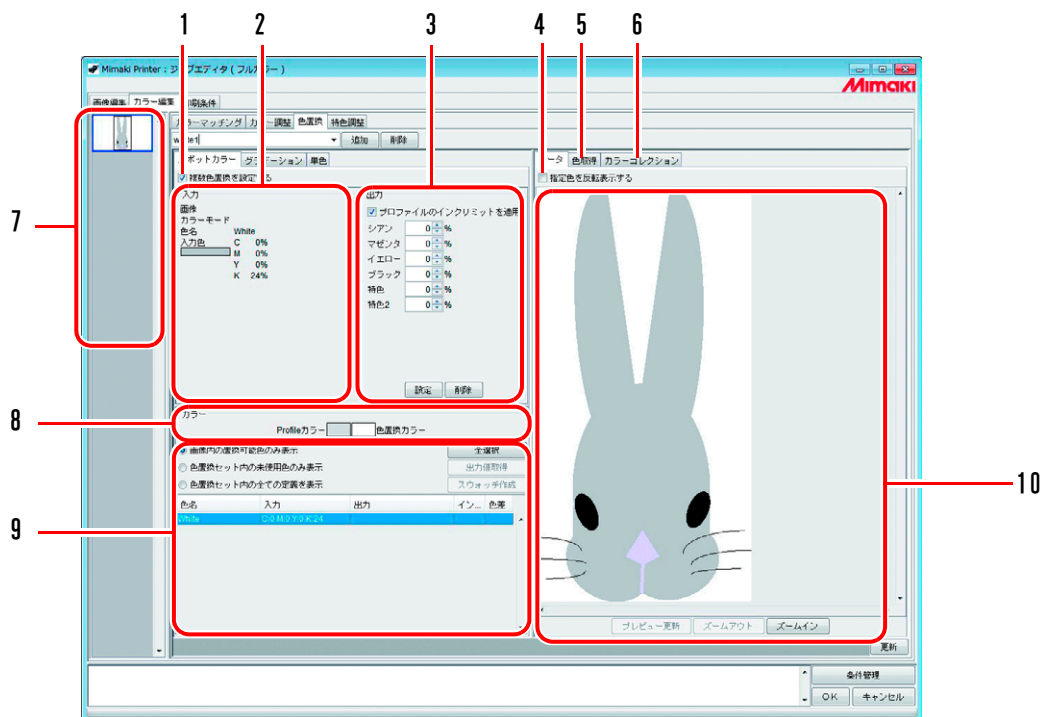 1 2 3 4 5 6
Mimaki Printer : ジョブエディタ ( フルカラー )
Mimaki
画像編集 カラー編集 印刷条件
カラーマッチング カラー調整 色置換 特色調整
white1 追加 削除
スポットカラー グラデーション 単色
データ 色取得 カラーコレクション
複数色置換を設定する
指定色を反転表示する
入力
画像
カラーモード
色名 White
入力色 C 0%
M 0%
Y 0%
K 24%
出力
プロファイルのインクリミットを適用
シアン 0 %
マゼンタ 0 %
イエロー 0 %
ブラック 0 %
特色 0 %
特色2 0 %
設定 削除
7
8
カラー
Profileカラー 色置換カラー
9
画像内の置換可能色のみ表示 全選択
色置換セット内の未使用色のみ表示 出力値取得
色置換セット内の全ての定義を表示 スウォッチ作成
色名 入力 出力 イン... 色差
White C:0 M:0 Y:0 K:24
10
プレビュー更新 ズームアウト ズームイン
更新
条件管理
OK キャンセル